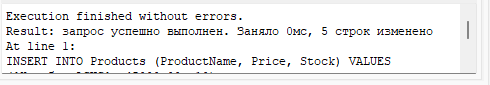 Execution finished without errors.
Result: запрос успешно выполнен. Заняло 0мс, 5 строк изменено
At line 1:
INSERT INTO Products (ProductName, Price, Stock) VALUES